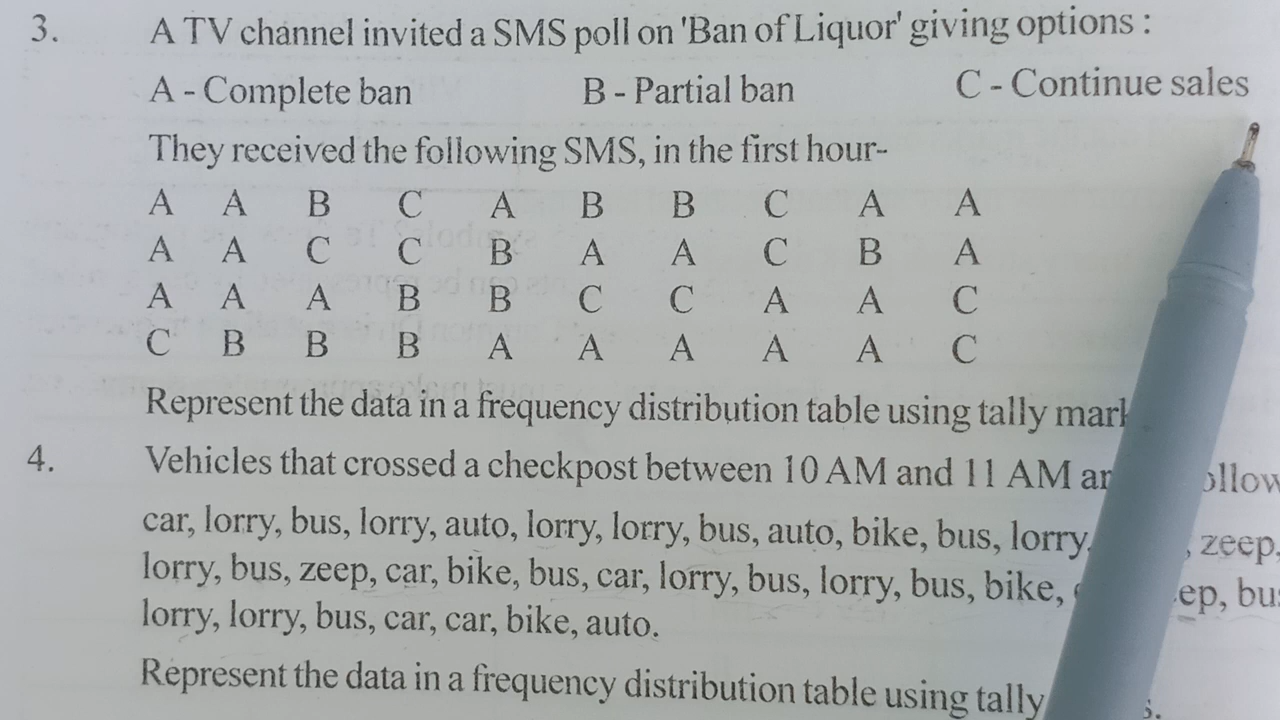 3. A TV channel invited a SMS poll on 'Ban of Liquor' giving options :
A - Complete ban B - Partial ban C - Continue sales
They received the following SMS, in the first hour-
A A B C A B B C A A
A A C C B A A C B A
A A A B B C C A A C
C B B B A A A A A C
Represent the data in a frequency distribution table using tally
4. Vehicles that crossed a checkpost between 10 AM and 11 AM
car, lorry, bus, lorry, auto, lorry, lorry, bus, auto, bike, bus, lorry, zeep,
lorry, bus, zeep, car, bike, bus, car, lorry, bus, lorry, bus, bike,
lorry, lorry, bus, car, car, bike, auto.
Represent the data in a frequency distribution table using tally